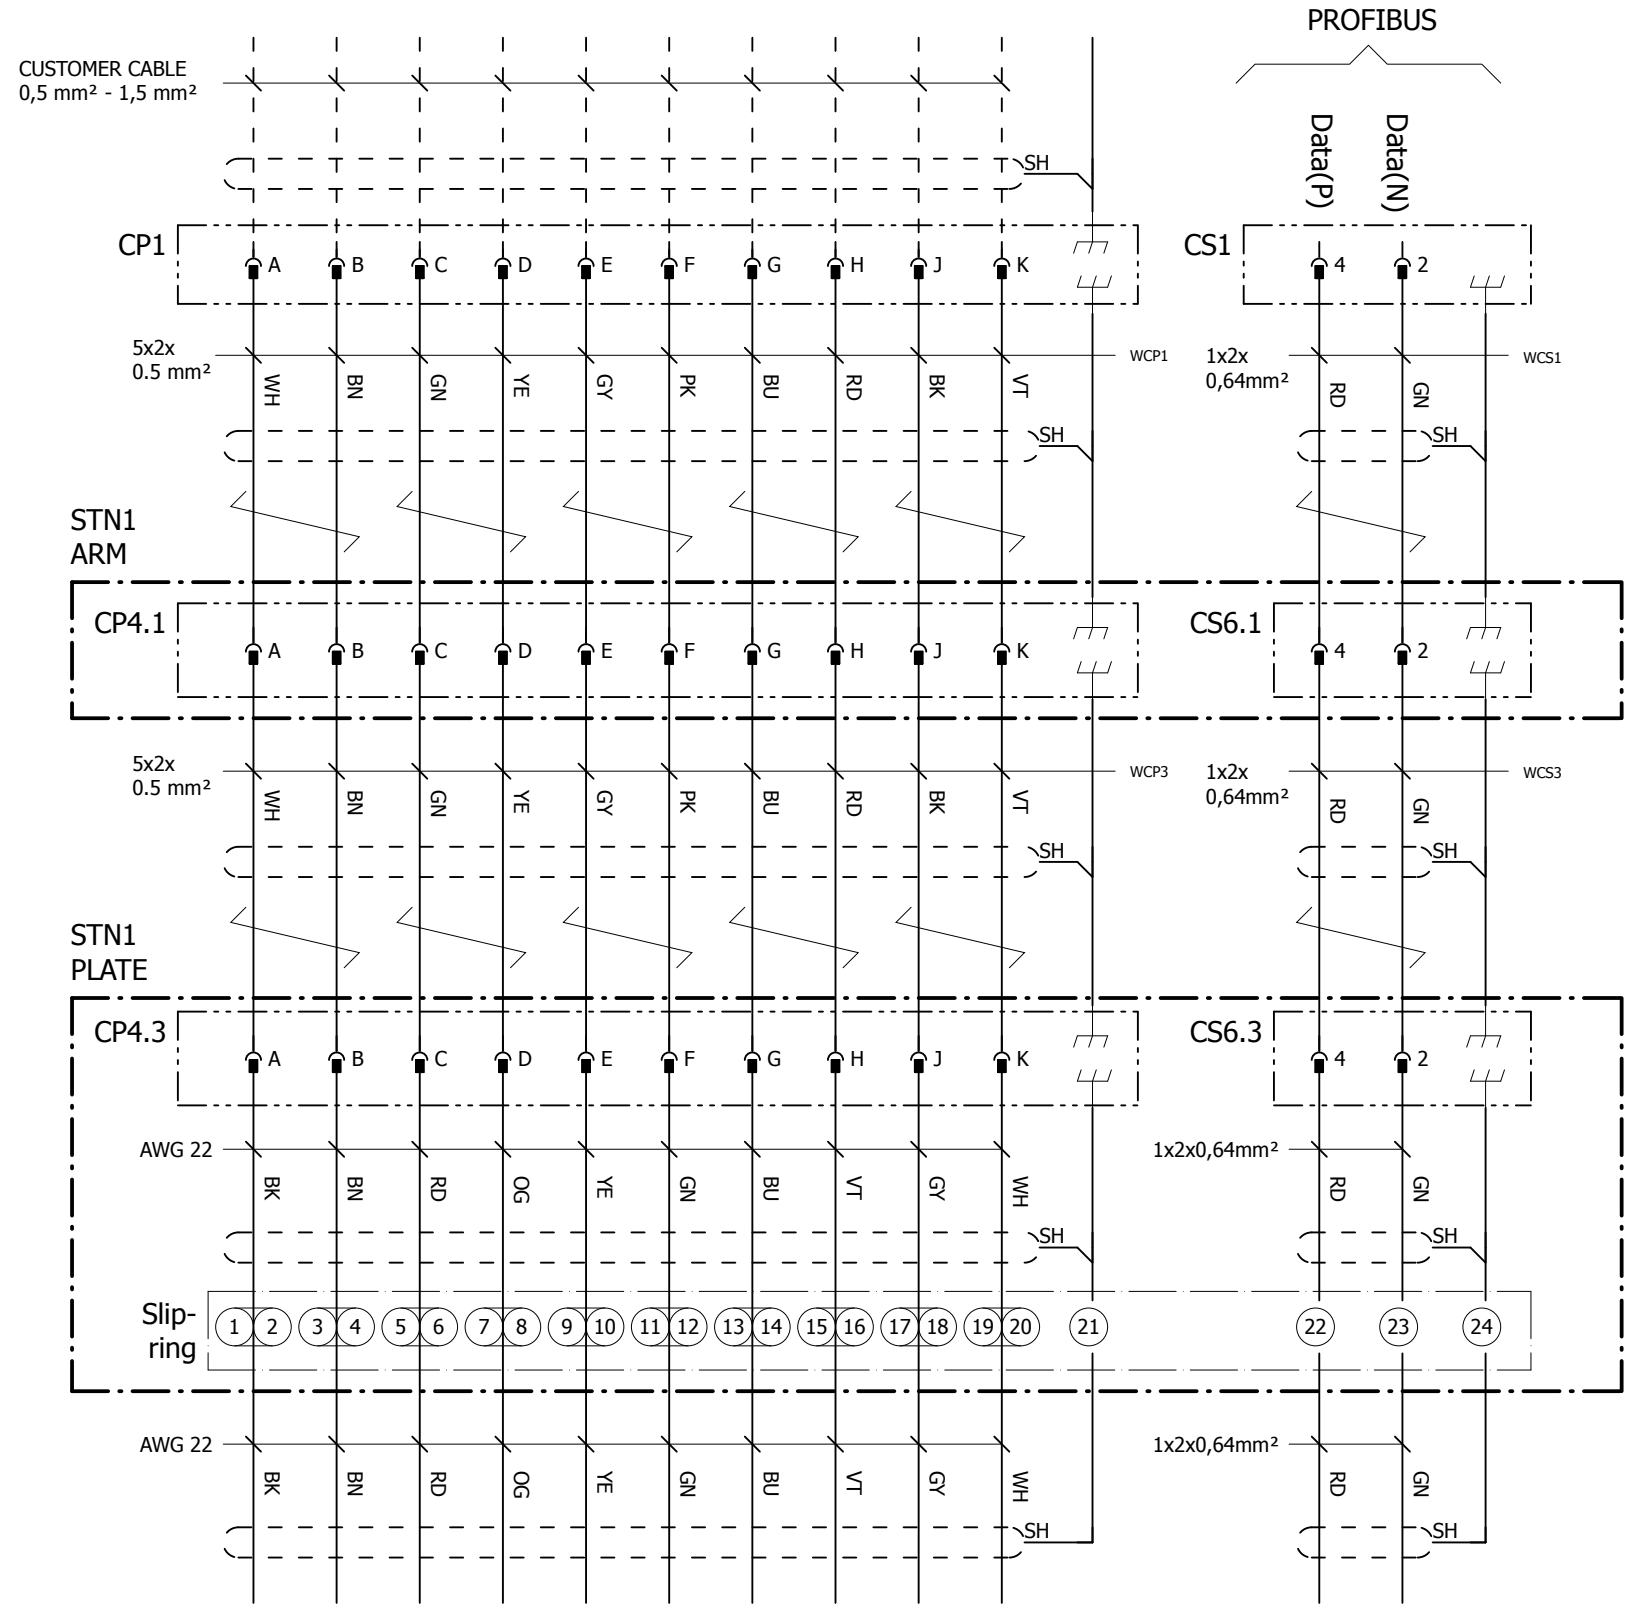 PROFIBUS
CUSTOMER CABLE
0,5 mm² - 1,5 mm²
Data(P)
Data(N)
SH
CP1
A B C D E F G H J K
CS1
4 2
5x2x
0.5 mm²
WCP1
1x2x
0,64mm²
WCS1
WH BN GN YE GY PK BU RD BK VT
RD GN
SH
SH
STN1
ARM
CP4.1
A B C D E F G H J K
CS6.1
4 2
5x2x
0.5 mm²
WCP3
1x2x
0,64mm²
WCS3
WH BN GN YE GY PK BU RD BK VT
RD GN
SH
SH
STN1
PLATE
CP4.3
A B C D E F G H J K
CS6.3
4 2
AWG 22
1x2x0,64mm²
BK BN RD OG YE GN BU VT GY WH
RD GN
SH
SH
Slip-
ring
1 2 3 4 5 6 7 8 9 10 11 12 13 14 15 16 17 18 19 20 21 22 23 24
AWG 22
1x2x0,64mm²
BK BN RD OG YE GN BU VT GY WH
RD GN
SH
SH